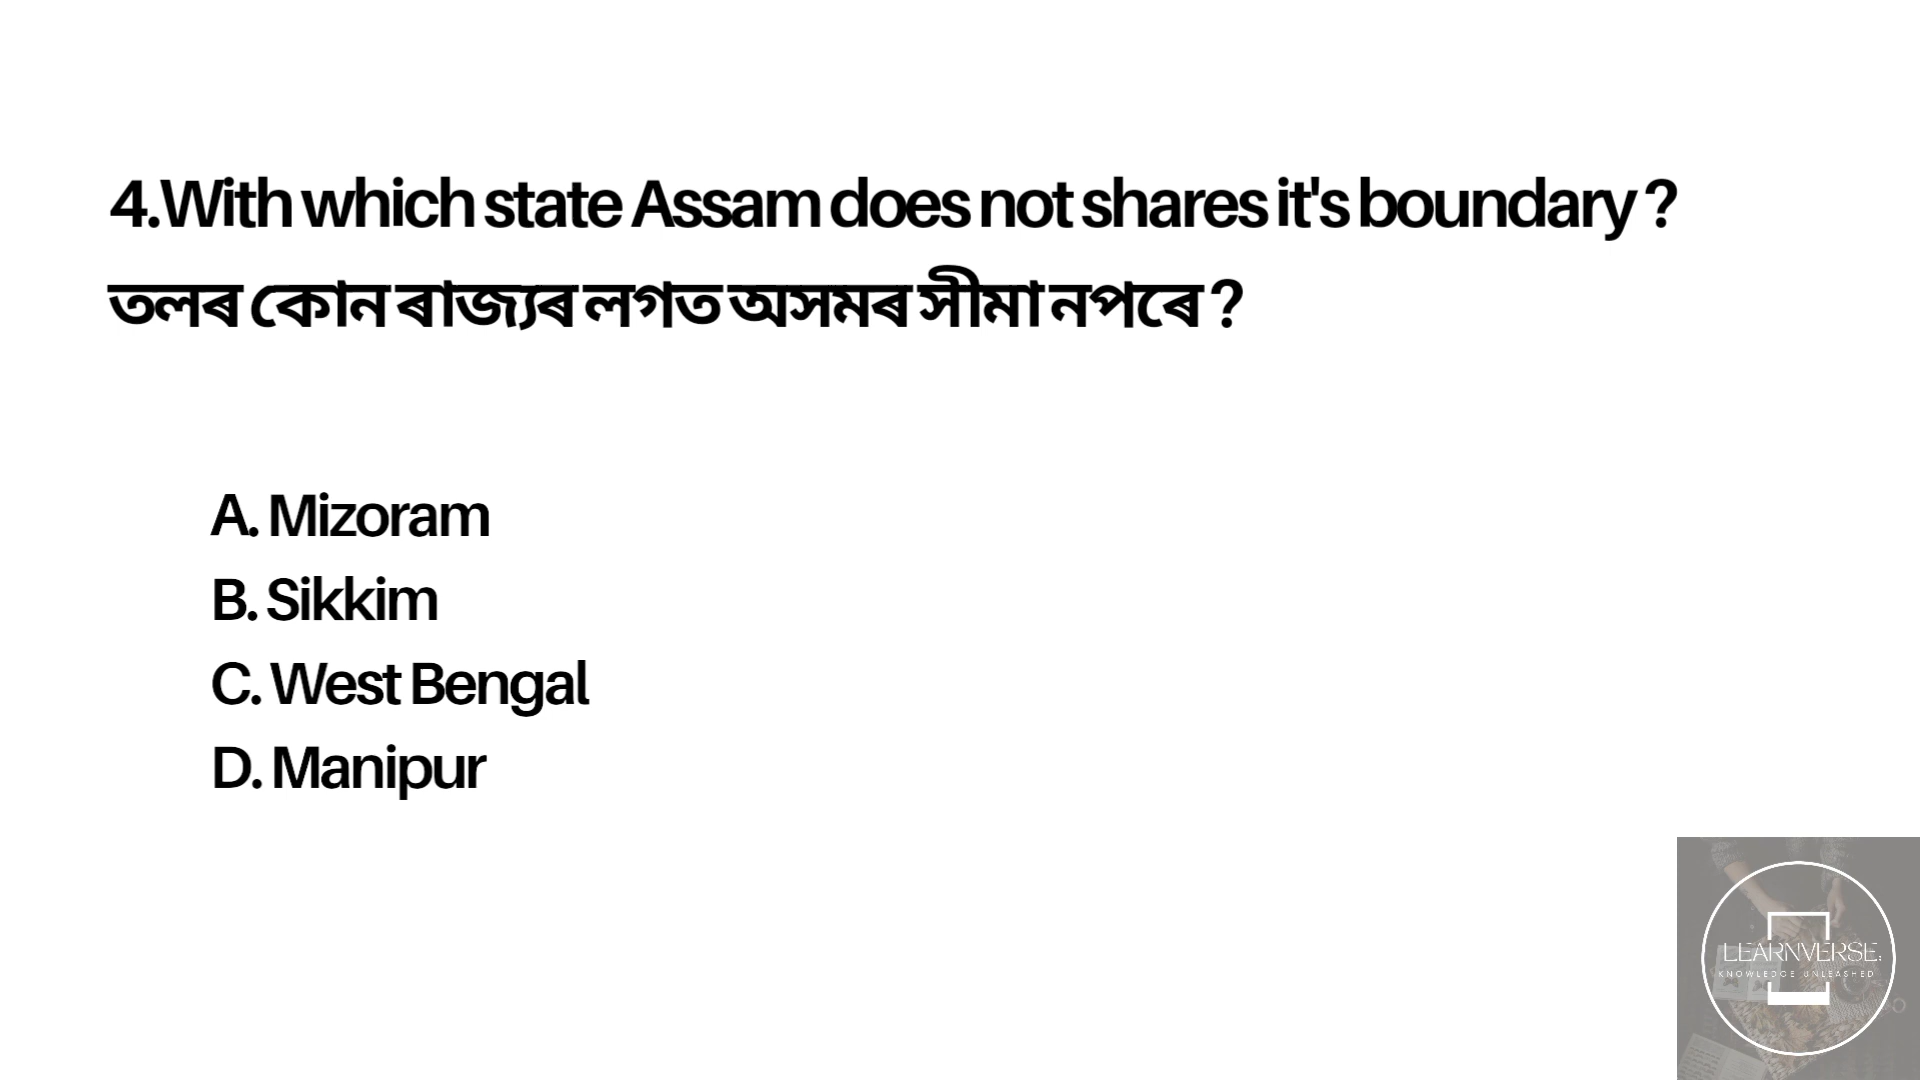 4.With which state Assam does not shares it's boundary ?
তলৰ কোন ৰাজ্যৰ লগত অসমৰ সীমা নপৰে ?
A. Mizoram
B. Sikkim
C. West Bengal
D. Manipur
LEARNVERSE:
KNOWLEDGE UNLEASHED